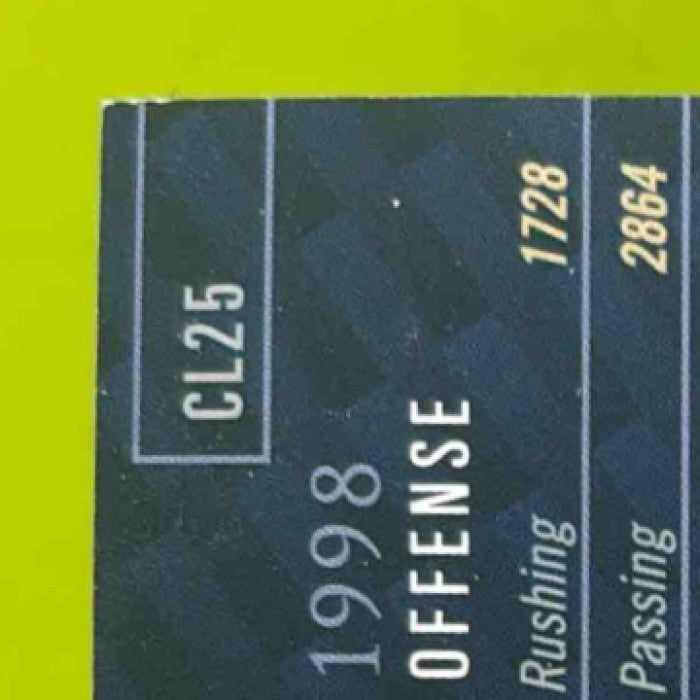 CL25
1998
OFFENSE
Rushing 1728
Passing 2864